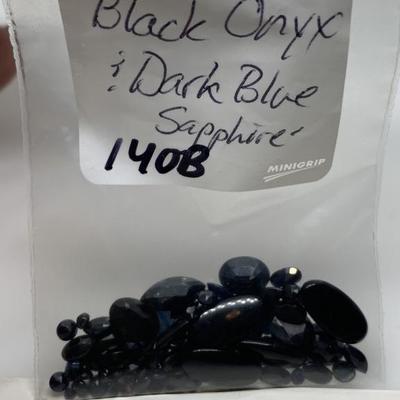 Black Onyx
& Dark Blue
Sapphire
140B
MINIGRIP